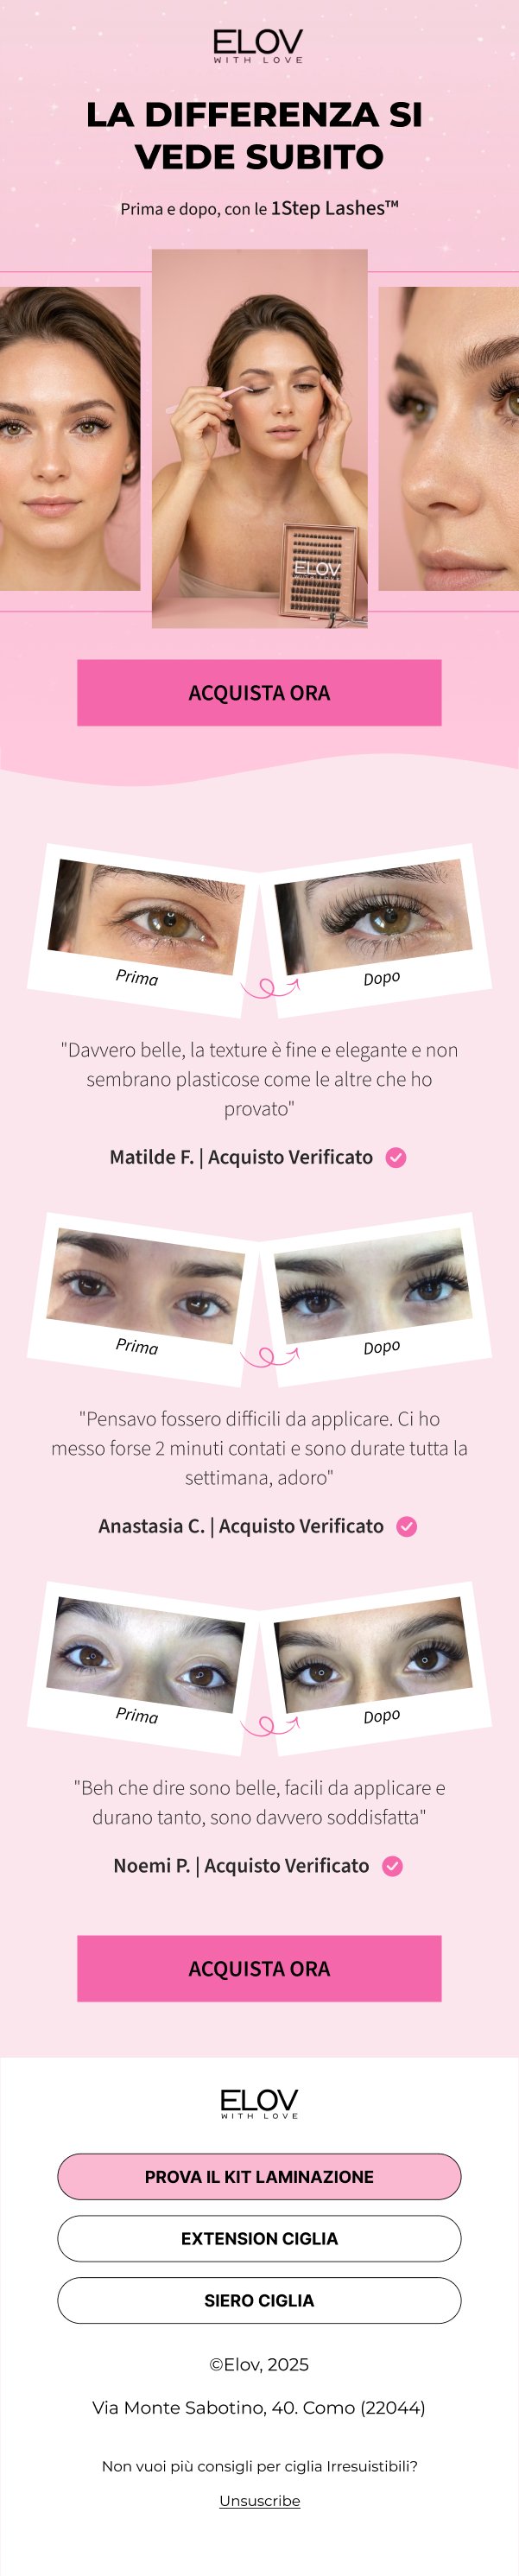 ELOV
WITH LOVE
LA DIFFERENZA SI
VEDE SUBITO
Prima e dopo, con le 1Step Lashes™
ELOV
ACQUISTA ORA
Prima
Dopo
"Davvero belle, la texture è fine e elegante e non
sembrano plasticose come le altre che ho
provato"
Matilde F. | Acquisto Verificato
Prima
Dopo
"Pensavo fossero difficili da applicare. Ci ho
messo forse 2 minuti contati e sono durate tutta la
settimana, adoro"
Anastasia C. | Acquisto Verificato
Prima
Dopo
"Beh che dire sono belle, facili da applicare e
durano tanto, sono davvero soddisfatta"
Noemi P. | Acquisto Verificato
ACQUISTA ORA
ELOV
WITH LOVE
PROVA IL KIT LAMINAZIONE
EXTENSION CIGLIA
SIERO CIGLIA
©Elov, 2025
Via Monte Sabotino, 40. Como (22044)
Non vuoi più consigli per ciglia Irresuistibili?
Unsuscribe